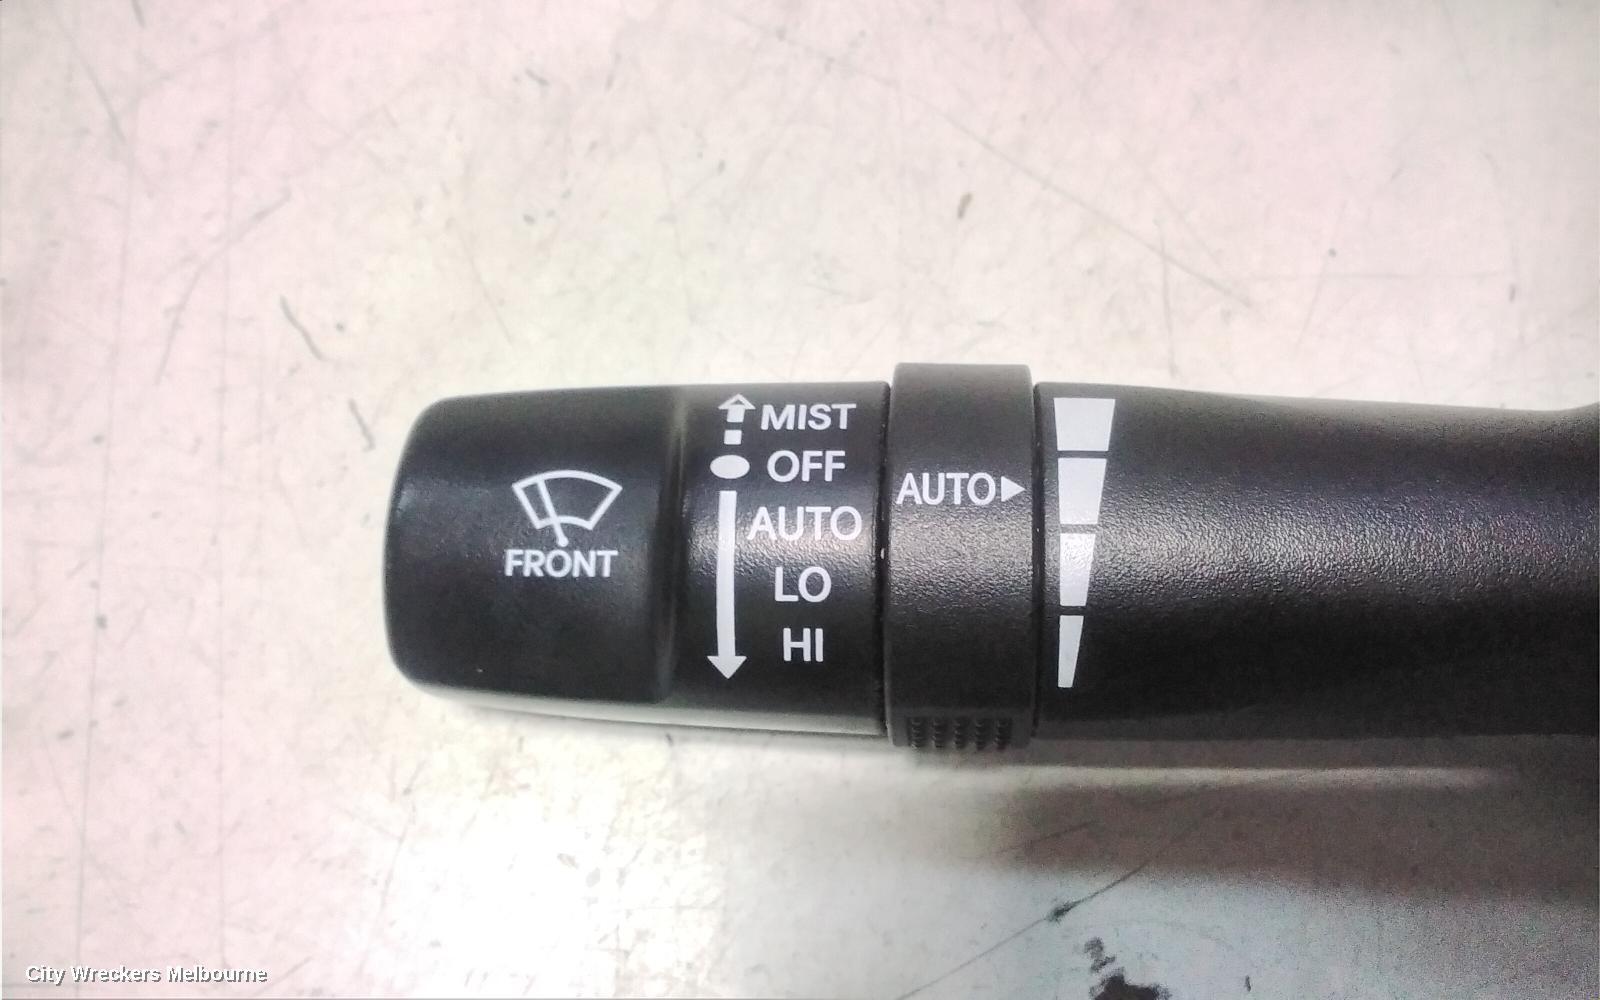 MIST
OFF
AUTO
LO
HI
FRONT
AUTO
City Wreckers Melbourne